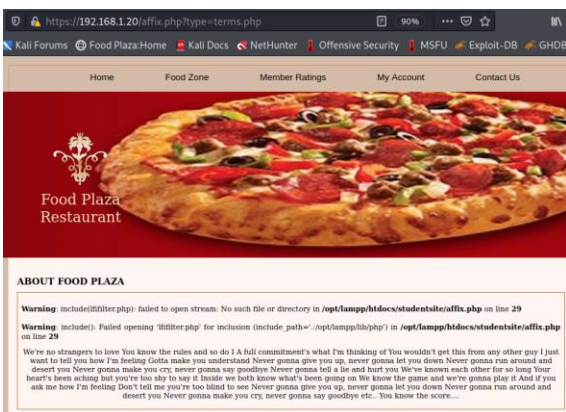 https://192.168.1.20/affix.php?type=terms.php 90%
Kali Forums Food Plaza:Home Kali Docs NetHunter Offensive Security MSFU Exploit-DB GHDB
Home Food Zone Member Ratings My Account Contact Us
Food Plaza
Restaurant
ABOUT FOOD PLAZA
Warning: include(lfifilter.php): failed to open stream: No such file or directory in /opt/lampp/htdocs/studentsite/affix.php on line 29
Warning: include(): Failed opening 'lfifilter.php' for inclusion (include_path='.:/opt/lampp/lib/php') in /opt/lampp/htdocs/studentsite/affix.php
on line 29
We're no strangers to love You know the rules and so do I A full commitment's what I'm thinking of You wouldn't get this from any other guy I just
want to tell you how I'm feeling Gotta make you understand Never gonna give you up, never gonna let you down Never gonna run around and
desert you Never gonna make you cry, never gonna say goodbye Never gonna tell a lie and hurt you We've known each other for so long Your
heart's been aching but you're too shy to say it Inside we both know what's been going on We know the game and we're gonna play it And if you
ask me how I'm feeling Don't tell me you're too blind to see Never gonna give you up, never gonna let you down Never gonna run around and
desert you Never gonna make you cry, never gonna say goodbye etc.. You know the score....